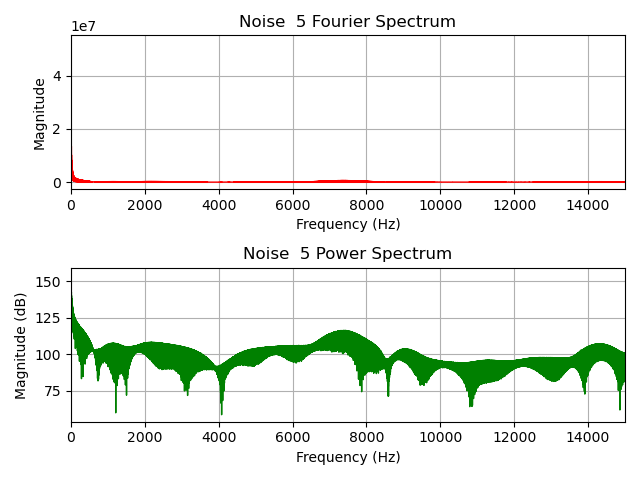 Noise  5 Fourier Spectrum
1e7
Magnitude
4
2
0
0 2000 4000 6000 8000 10000 12000 14000
Frequency (Hz)
Noise  5 Power Spectrum
Magnitude (dB)
150
125
100
75
0 2000 4000 6000 8000 10000 12000 14000
Frequency (Hz)